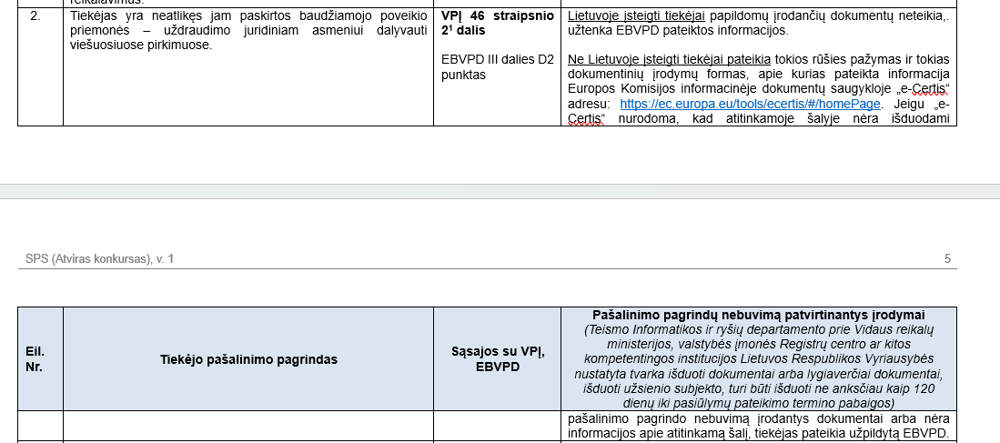 reikalavimus.
2.
Tiekėjas yra neatlikęs jam paskirtos baudžiamojo poveikio
priemonės – uždraudimo juridiniam asmeniui dalyvauti
viešuosiuose pirkimuose.
VPĮ 46 straipsnio
2¹ dalis
EBVPD III dalies D2
punktas
Lietuvoje įsteigti tiekėjai papildomų įrodančių dokumentų neteikia,.
užtenka EBVPD pateiktos informacijos.
Ne Lietuvoje įsteigti tiekėjai pateikia tokios rūšies pažymas ir tokias
dokumentinių įrodymų formas, apie kurias pateikta informacija
Europos Komisijos informacinėje dokumentų saugykloje „e-Certis“
adresu: https://ec.europa.eu/tools/ecertis/#/homePage. Jeigu „e-
Certis“ nurodoma, kad atitinkamoje šalyje nėra išduodami
SPS (Atviras konkursas), v. 1
5
Eil.
Nr.
Tiekėjo pašalinimo pagrindas
Sąsajos su VPĮ,
EBVPD
Pašalinimo pagrindų nebuvimą patvirtinantys įrodymai
(Teismo Informatikos ir ryšių departamento prie Vidaus reikalų
ministerijos, valstybės įmonės Registrų centro ar kitos
kompetentingos institucijos Lietuvos Respublikos Vyriausybės
nustatyta tvarka išduoti dokumentai arba lygiaverčiai dokumentai,
išduoti užsienio subjekto, turi būti išduoti ne anksčiau kaip 120
dienų iki pasiūlymų pateikimo termino pabaigos)
pašalinimo pagrindo nebuvimą įrodantys dokumentai arba nėra
informacijos apie atitinkamą šalį, tiekėjas pateikia užpildytą EBVPD.